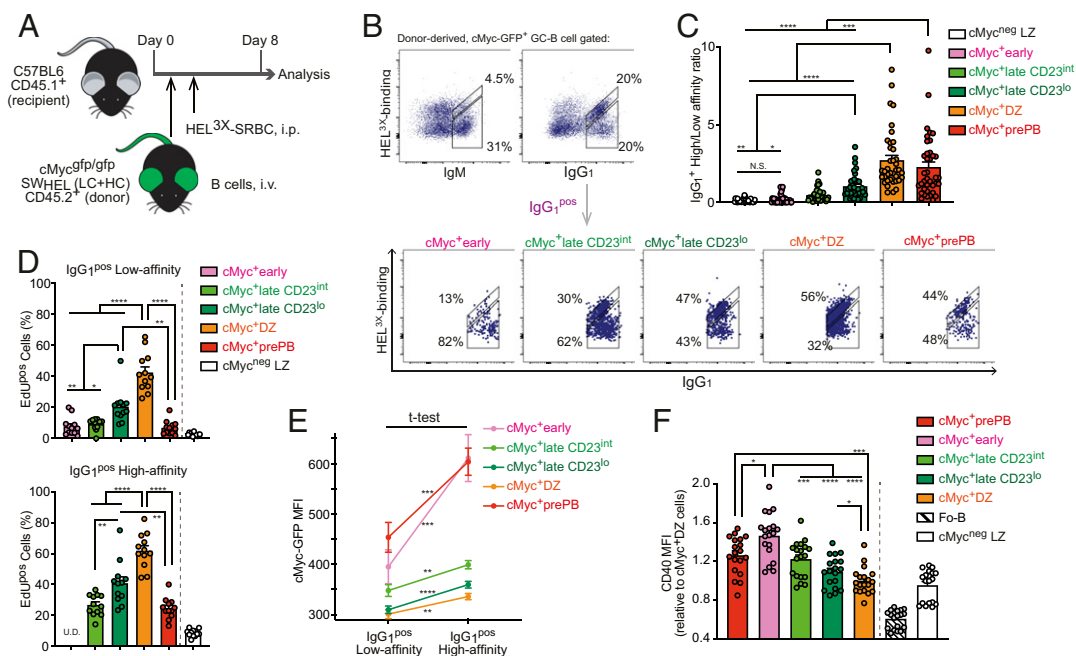 A
Day 0
Day 8
C57BL6
CD45.1+
(recipient)
Analysis
HEL3X-SRBC, i.p.
cMycgfp/gfp
SWHEL (LC+HC)
CD45.2+ (donor)
B cells, i.v.
B
Donor-derived, cMyc-GFP+ GC-B cell gated:
HEL3X-binding
4.5%
31%
IgM
20%
20%
IgG1
IgG1pos
cMyc+early
cMyc+late CD23int
cMyc+late CD23lo
cMyc+DZ
cMyc+prePB
HEL3X-binding
13%
82%
30%
62%
47%
43%
56%
32%
44%
48%
IgG1
C
IgG1+ High/Low affinity ratio
10
5
0
****
***
****
**
*
N.S.
cMycneg LZ
cMyc+early
cMyc+late CD23int
cMyc+late CD23lo
cMyc+DZ
cMyc+prePB
D
IgG1pos Low-affinity
EdUpos Cells (%)
100
80
60
40
20
0
****
****
**
**
*
cMyc+early
cMyc+late CD23int
cMyc+late CD23lo
cMyc+DZ
cMyc+prePB
cMycneg LZ
IgG1pos High-affinity
EdUpos Cells (%)
100
80
60
40
20
0
****
****
**
**
U.D.
E
t-test
cMyc-GFP MFI
600
500
400
300
***
***
**
****
**
cMyc+early
cMyc+late CD23int
cMyc+late CD23lo
cMyc+DZ
cMyc+prePB
IgG1pos
Low-affinity
IgG1pos
High-affinity
F
CD40 MFI
(relative to cMyc+DZ cells)
2.4
2.0
1.6
1.2
0.8
0.4
***
*
***
****
****
*
cMyc+prePB
cMyc+early
cMyc+late CD23int
cMyc+late CD23lo
cMyc+DZ
Fo-B
cMycneg LZ